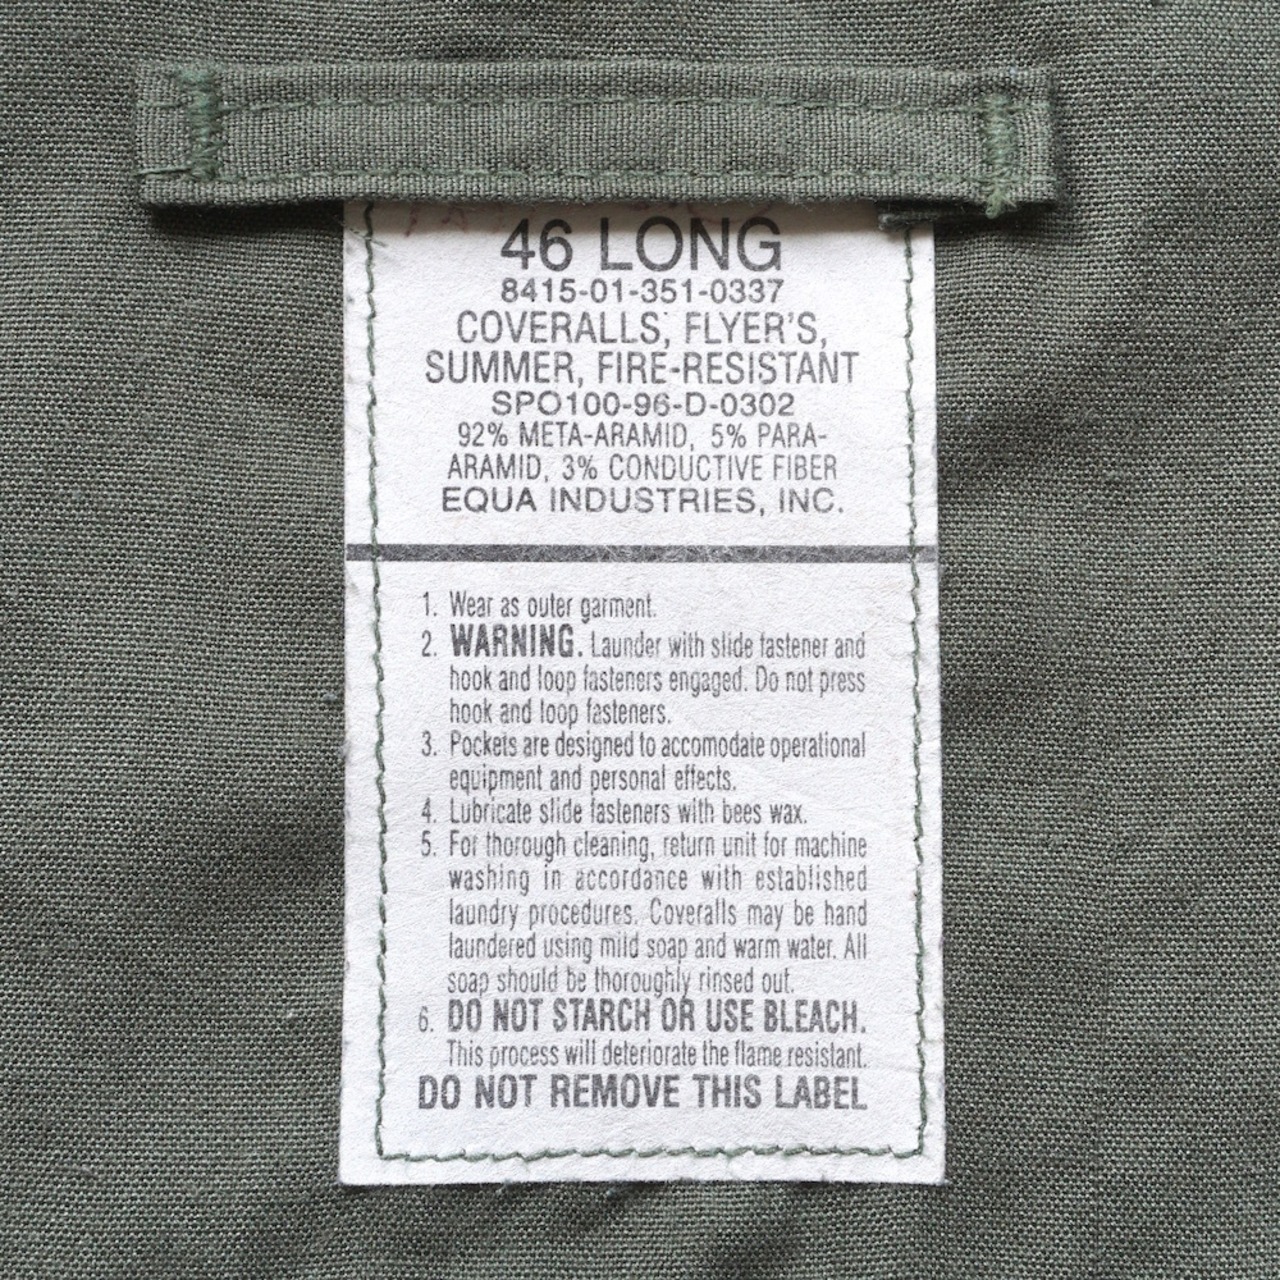 46 LONG
8415-01-351-0337
COVERALLS, FLYER'S,
SUMMER, FIRE-RESISTANT
SPO100-96-D-0302
92% META-ARAMID, 5% PARA-
ARAMID, 3% CONDUCTIVE FIBER
EQUA INDUSTRIES, INC.
1. Wear as outer garment.
2. WARNING. Launder with slide fastener and
hook and loop fasteners engaged. Do not press
hook and loop fasteners.
3. Pockets are designed to accomodate operational
equipment and personal effects.
4. Lubricate slide fasteners with bees wax.
5. For thorough cleaning, return unit for machine
washing in accordance with established
laundry procedures. Coveralls may be hand
laundered using mild soap and warm water. All
soap should be thoroughly rinsed out.
6. DO NOT STARCH OR USE BLEACH.
This process will deteriorate the flame resistant.
DO NOT REMOVE THIS LABEL